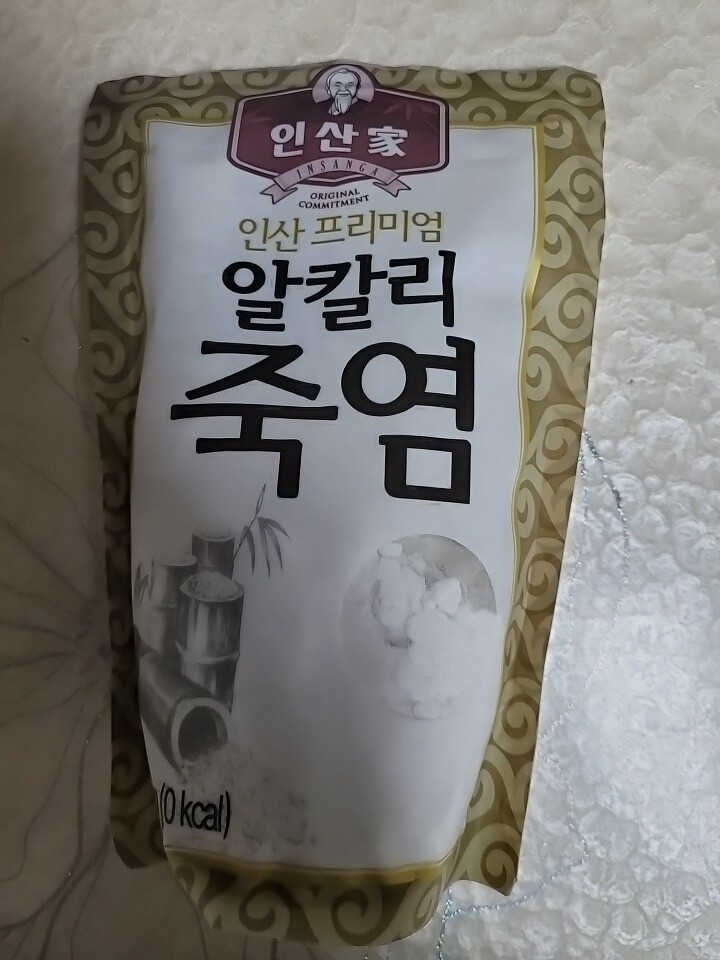 인산家
INSANGA
ORIGINAL
COMMITMENT
인산 프리미엄
알칼리
죽염
(0 kcal)